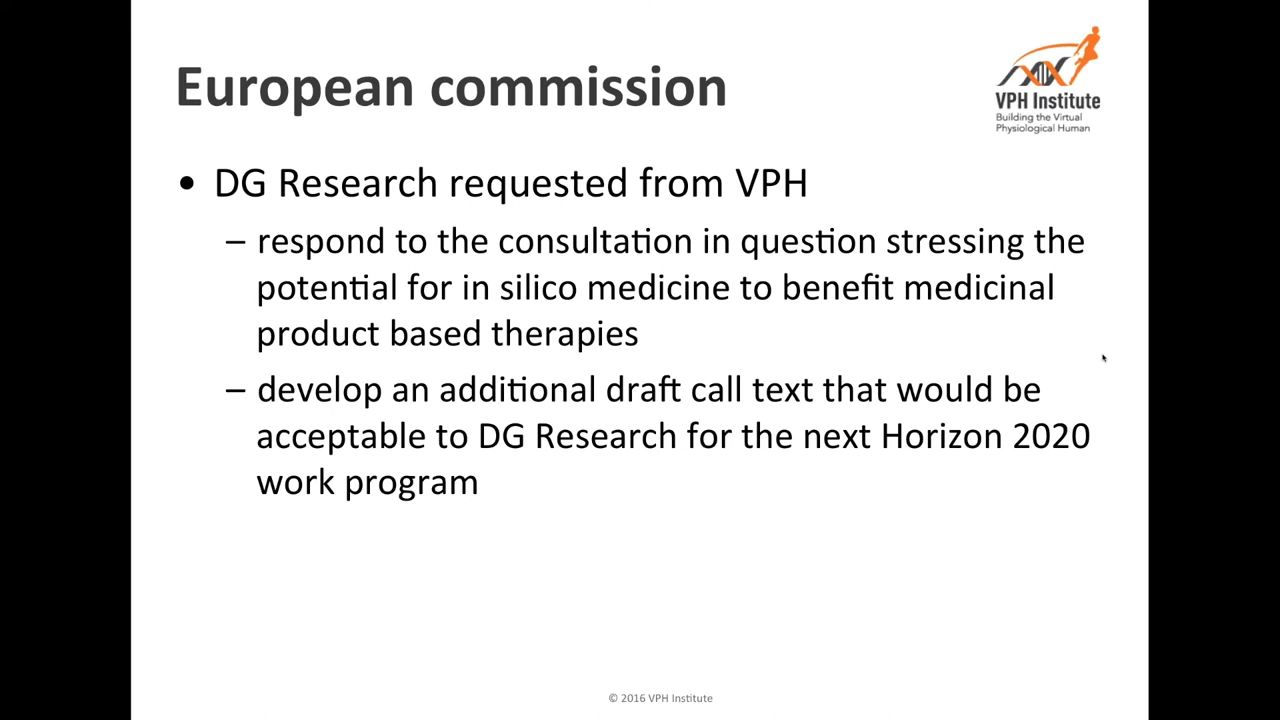 European commission
VPH Institute
Building the Virtual
Physiological Human
• DG Research requested from VPH
– respond to the consultation in question stressing the
potential for in silico medicine to benefit medicinal
product based therapies
– develop an additional draft call text that would be
acceptable to DG Research for the next Horizon 2020
work program
© 2016 VPH Institute